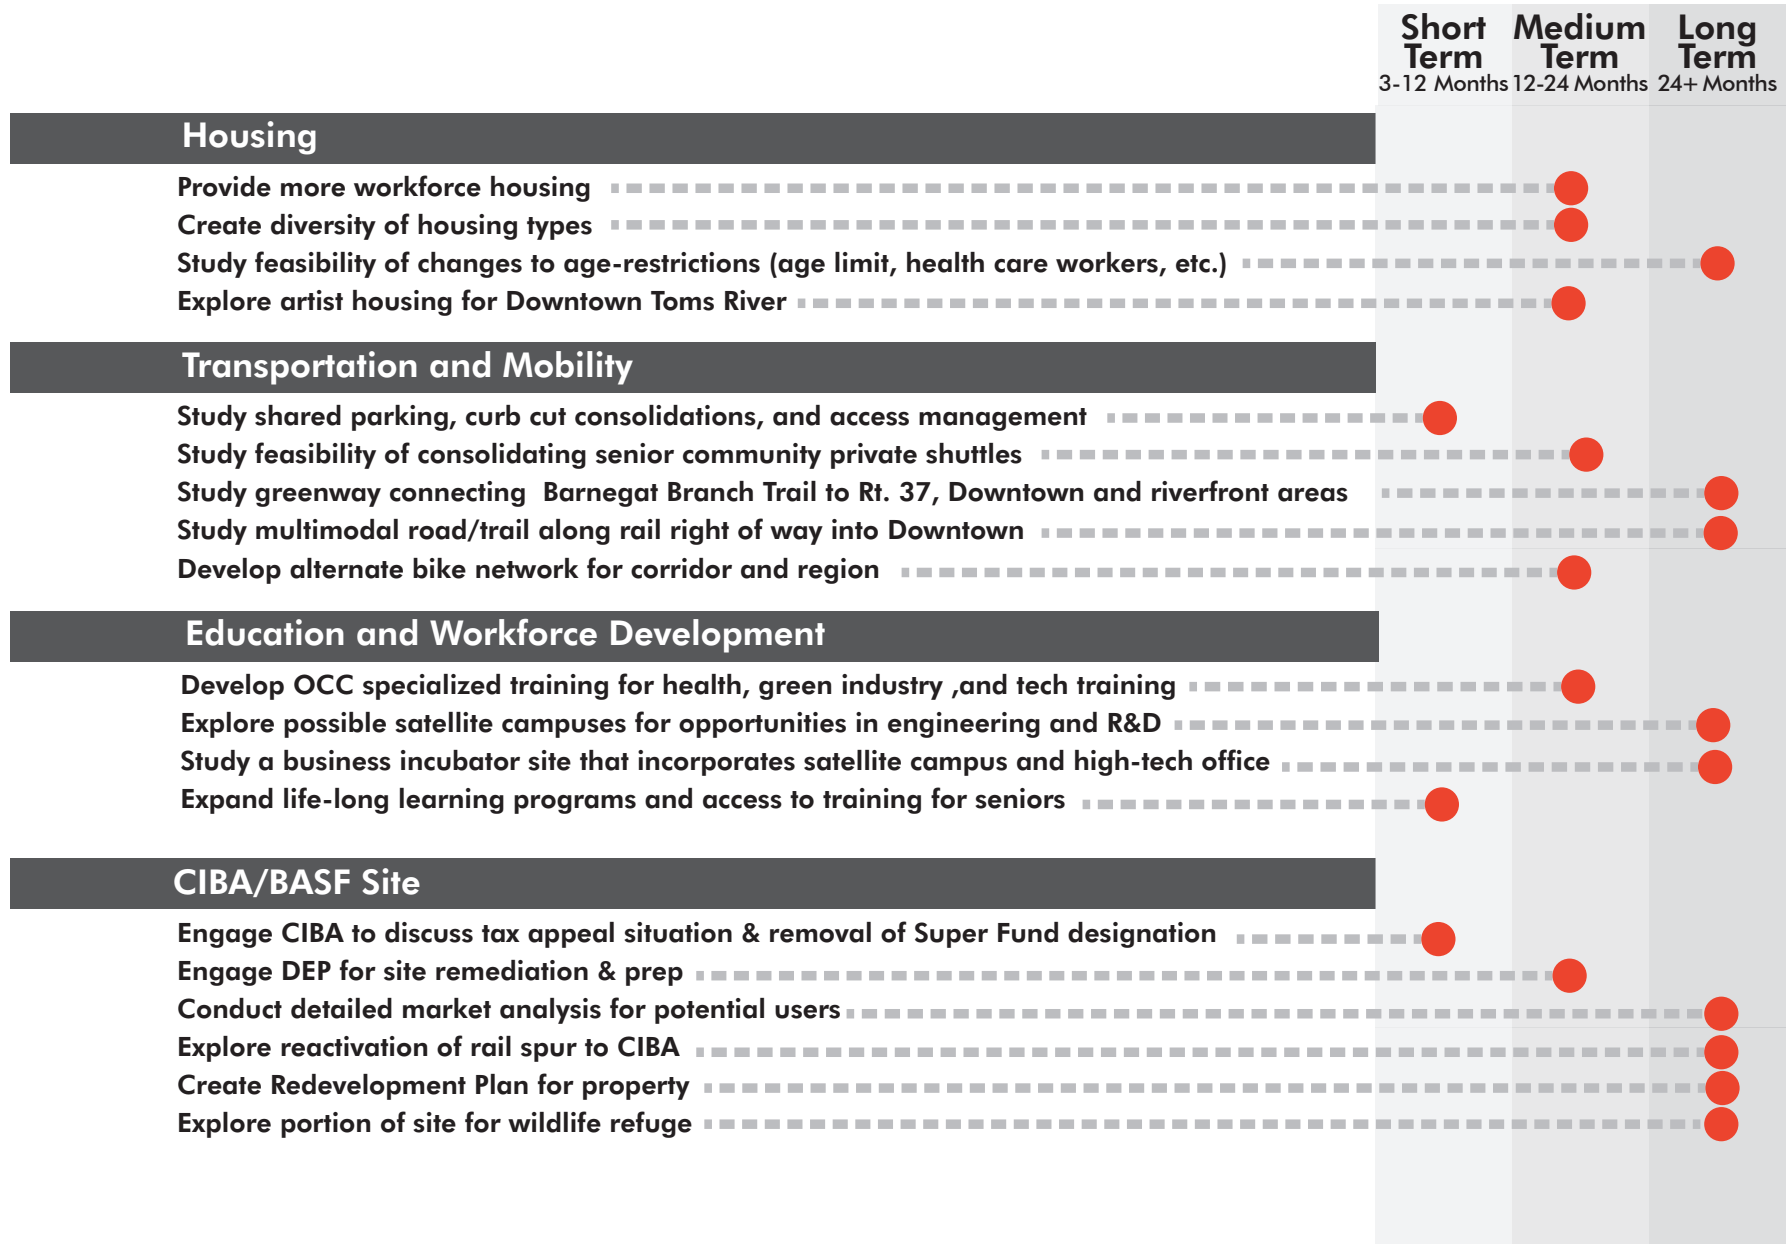 Short Term
3-12 Months
Medium Term
12-24 Months
Long Term
24+ Months
Housing
Provide more workforce housing
Create diversity of housing types
Study feasibility of changes to age-restrictions (age limit, health care workers, etc.)
Explore artist housing for Downtown Toms River
Transportation and Mobility
Study shared parking, curb cut consolidations, and access management
Study feasibility of consolidating senior community private shuttles
Study greenway connecting  Barnegat Branch Trail to Rt. 37, Downtown and riverfront areas
Study multimodal road/trail along rail right of way into Downtown
Develop alternate bike network for corridor and region
Education and Workforce Development
Develop OCC specialized training for health, green industry ,and tech training
Explore possible satellite campuses for opportunities in engineering and R&D
Study a business incubator site that incorporates satellite campus and high-tech office
Expand life-long learning programs and access to training for seniors
CIBA/BASF Site
Engage CIBA to discuss tax appeal situation & removal of Super Fund designation
Engage DEP for site remediation & prep
Conduct detailed market analysis for potential users
Explore reactivation of rail spur to CIBA
Create Redevelopment Plan for property
Explore portion of site for wildlife refuge